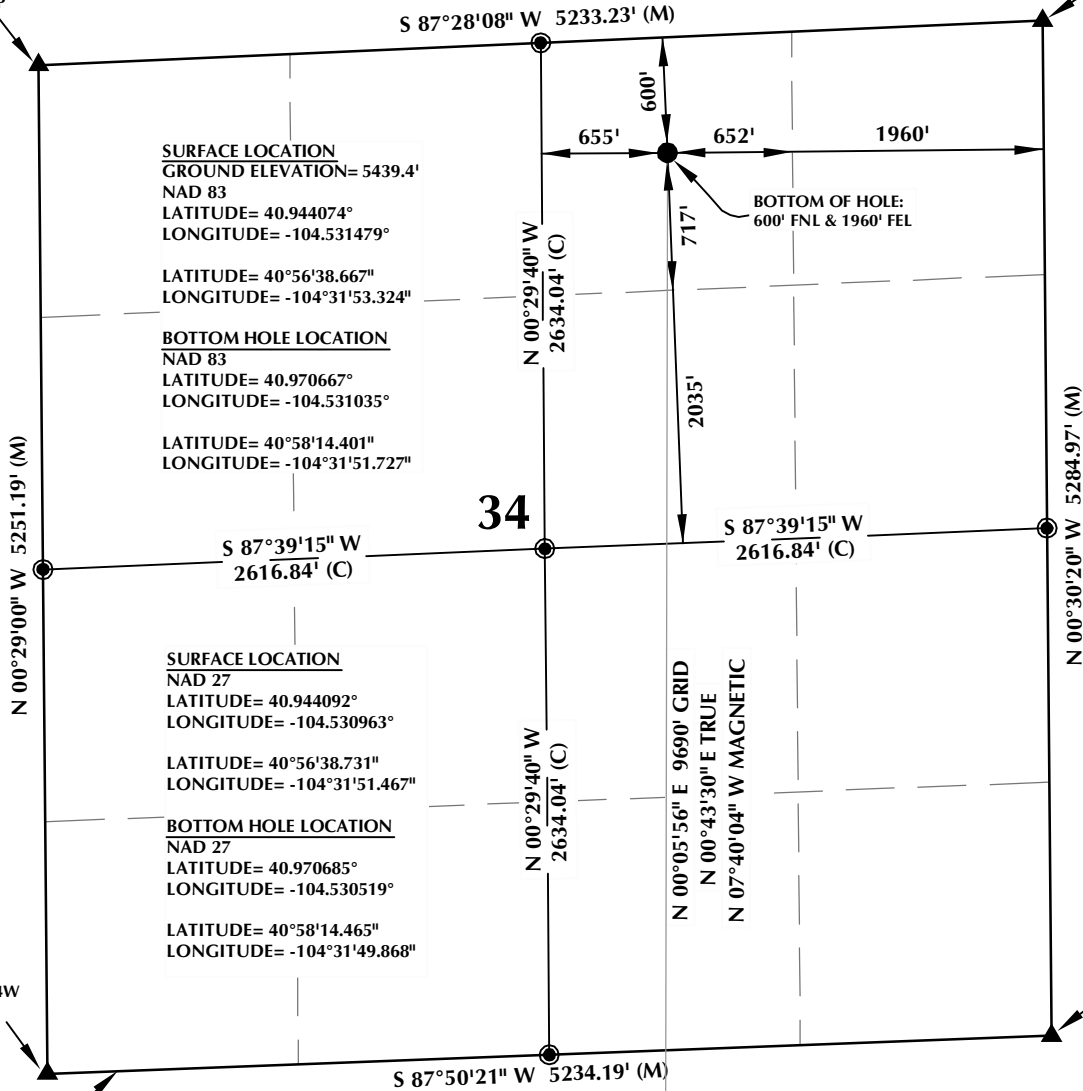 S 87°28'08" W 5233.23' (M)
600'
655'
652'
1960'
SURFACE LOCATION
GROUND ELEVATION= 5439.4'
NAD 83
LATITUDE= 40.944074°
LONGITUDE= -104.531479°
LATITUDE= 40°56'38.667"
LONGITUDE= -104°31'53.324"
BOTTOM HOLE LOCATION
NAD 83
LATITUDE= 40.970667°
LONGITUDE= -104.531035°
LATITUDE= 40°58'14.401"
LONGITUDE= -104°31'51.727"
BOTTOM OF HOLE:
600' FNL & 1960' FEL
717'
N 00°29'40" W
2634.04' (C)
2035'
N 00°29'00" W 5251.19' (M)
N 00°30'20" W 5284.97' (M)
34
S 87°39'15" W
2616.84' (C)
S 87°39'15" W
2616.84' (C)
SURFACE LOCATION
NAD 27
LATITUDE= 40.944092°
LONGITUDE= -104.530963°
LATITUDE= 40°56'38.731"
LONGITUDE= -104°31'51.467"
BOTTOM HOLE LOCATION
NAD 27
LATITUDE= 40.970685°
LONGITUDE= -104.530519°
LATITUDE= 40°58'14.465"
LONGITUDE= -104°31'49.868"
N 00°29'40" W
2634.04' (C)
N 00°05'56" E 9690' GRID
N 00°43'30" E TRUE
N 07°40'04" W MAGNETIC
S 87°50'21" W 5234.19' (M)